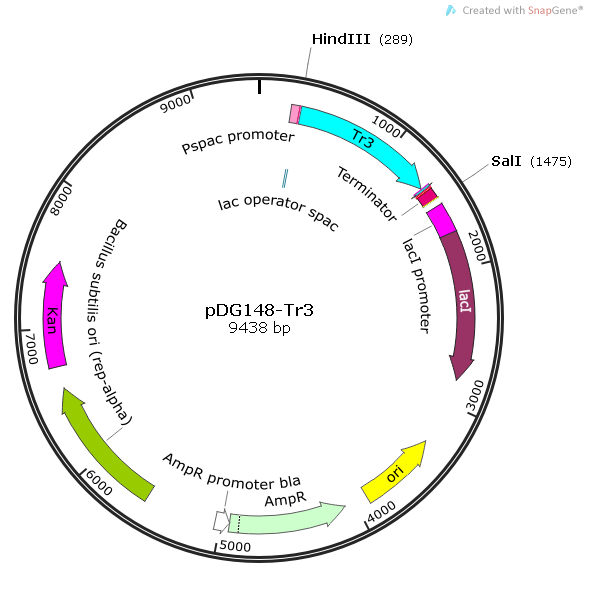 Created with SnapGene®
HindIII (289)
9000
1000
Pspac promoter
Tr3
SalI (1475)
Terminator
8000
lac operator spac
2000
Bacillus subtilis ori (rep-alpha)
lacI promoter
lacI
pDG148-Tr3
9438 bp
Kan
7000
3000
AmpR promoter bla
ori
6000
AmpR
4000
5000